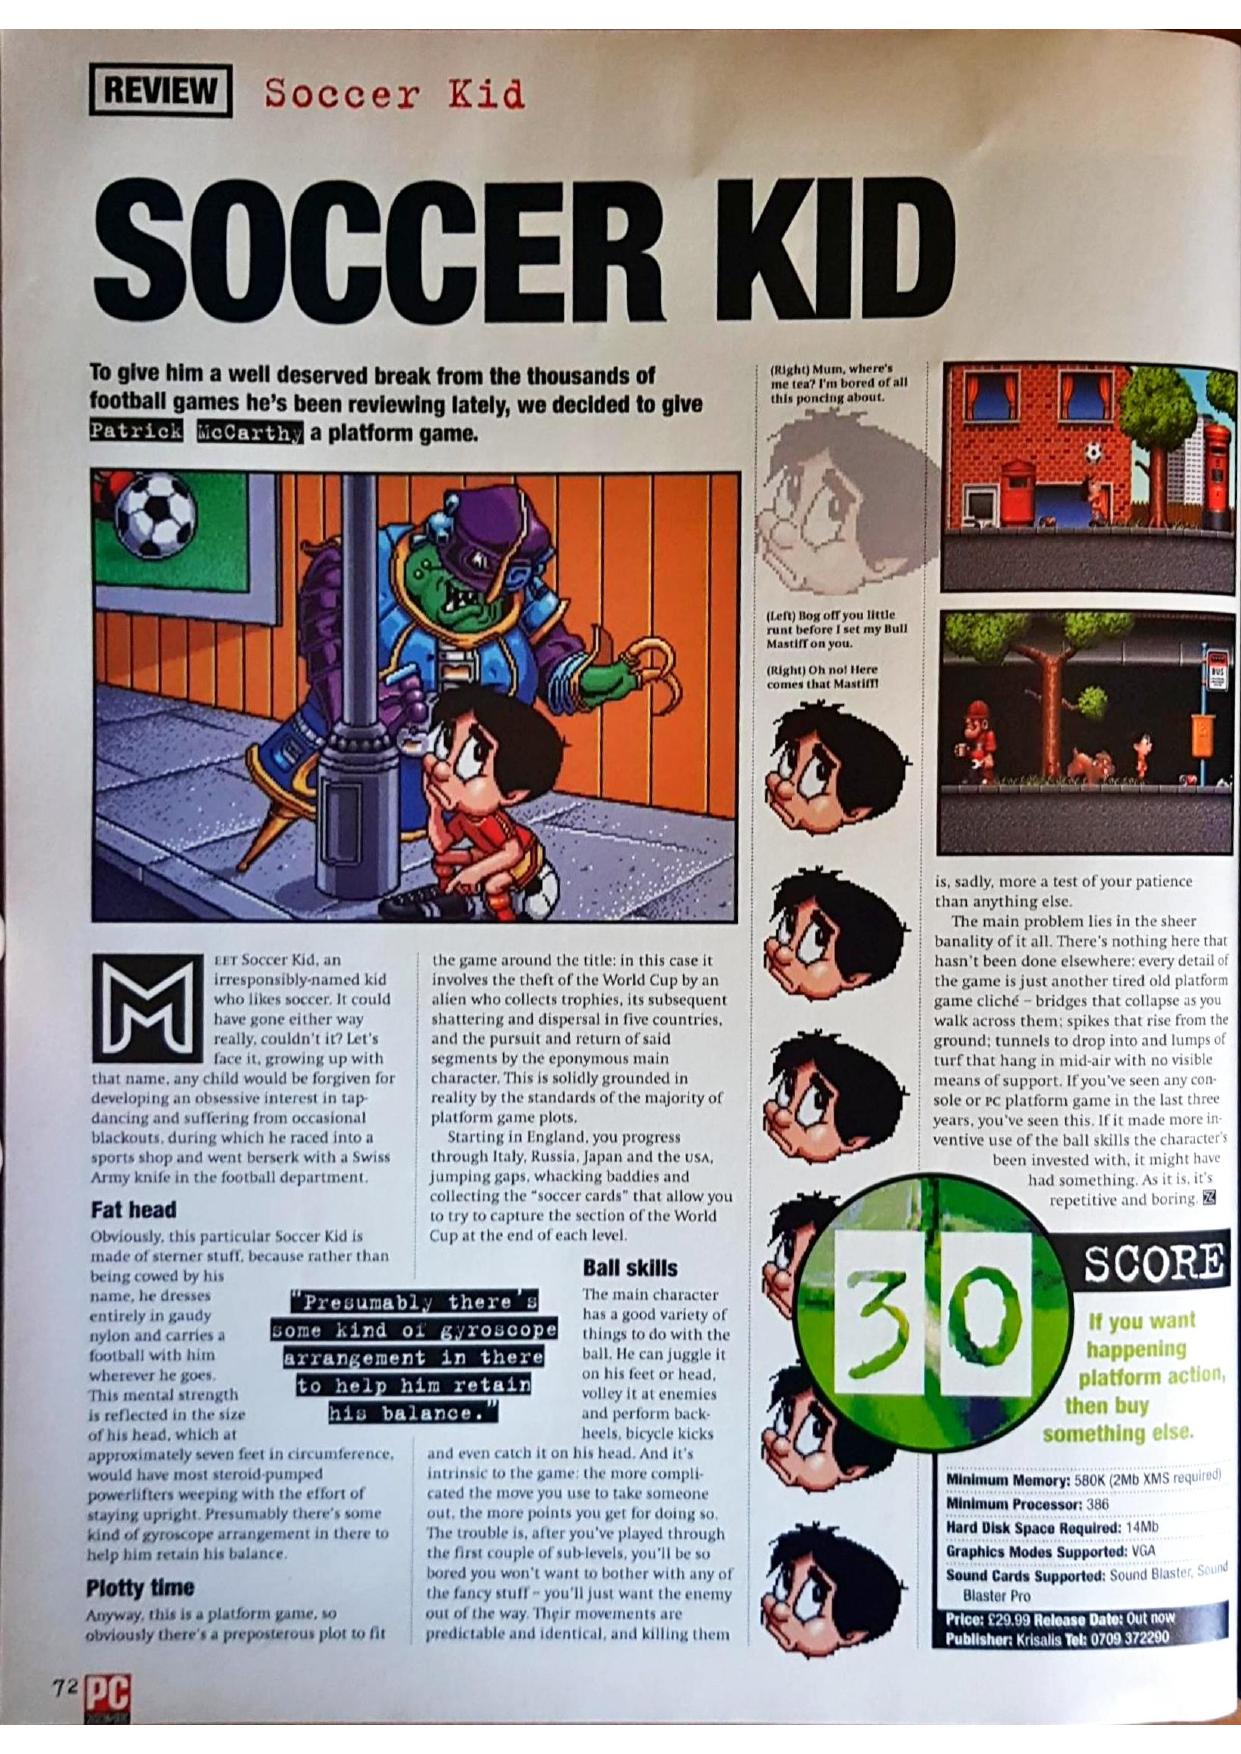 REVIEW Soccer Kid
SOCCER KID
To give him a well deserved break from the thousands of
football games he's been reviewing lately, we decided to give
Patrick McCarthy a platform game.
(Right) Mum, where's
me tea? I'm bored of all
this poncing about.
(Left) Bog off you little
runt before I set my Bull
Mastiff on you.
(Right) Oh no! Here
comes that Mastiff!
BUS
MEET Soccer Kid, an
irresponsibly-named kid
who likes soccer. It could
have gone either way
really, couldn't it? Let's
face it, growing up with
that name, any child would be forgiven for
developing an obsessive interest in tap-
dancing and suffering from occasional
blackouts, during which he raced into a
sports shop and went berserk with a Swiss
Army knife in the football department.
Fat head
Obviously, this particular Soccer Kid is
made of sterner stuff, because rather than
being cowed by his
name, he dresses
entirely in gaudy
nylon and carries a
football with him
wherever he goes.
This mental strength
is reflected in the size
of his head, which at
approximately seven feet in circumference,
would have most steroid-pumped
powerlifters weeping with the effort of
staying upright. Presumably there's some
kind of gyroscope arrangement in there to
help him retain his balance.
Plotty time
Anyway, this is a platform game, so
obviously there's a preposterous plot to fit
the game around the title: in this case it
involves the theft of the World Cup by an
alien who collects trophies, its subsequent
shattering and dispersal in five countries,
and the pursuit and return of said
segments by the eponymous main
character. This is solidly grounded in
reality by the standards of the majority of
platform game plots.
Starting in England, you progress
through Italy, Russia, Japan and the USA,
jumping gaps, whacking baddies and
collecting the "soccer cards" that allow you
to try to capture the section of the World
Cup at the end of each level.
"Presumably there's
some kind of gyroscope
arrangement in there
to help him retain
his balance."
Ball skills
The main character
has a good variety of
things to do with the
ball. He can juggle it
on his feet or head,
volley it at enemies
and perform back-
heels, bicycle kicks
and even catch it on his head. And it's
intrinsic to the game: the more compli-
cated the move you use to take someone
out, the more points you get for doing so.
The trouble is, after you've played through
the first couple of sub-levels, you'll be so
bored you won't want to bother with any of
the fancy stuff – you'll just want the enemy
out of the way. Their movements are
predictable and identical, and killing them
is, sadly, more a test of your patience
than anything else.
The main problem lies in the sheer
banality of it all. There's nothing here that
hasn't been done elsewhere: every detail of
the game is just another tired old platform
game cliché – bridges that collapse as you
walk across them; spikes that rise from the
ground; tunnels to drop into and lumps of
turf that hang in mid-air with no visible
means of support. If you've seen any con-
sole or PC platform game in the last three
years, you've seen this. If it made more in-
ventive use of the ball skills the character's
been invested with, it might have
had something. As it is, it's
repetitive and boring. Z
30
SCORE
If you want
happening
platform action,
then buy
something else.
Minimum Memory: 580K (2Mb XMS required)
Minimum Processor: 386
Hard Disk Space Required: 14Mb
Graphics Modes Supported: VGA
Sound Cards Supported: Sound Blaster, Sound
Blaster Pro
Price: £29.99 Release Date: Out now
Publisher: Krisalis Tel: 0709 372290
72 PC